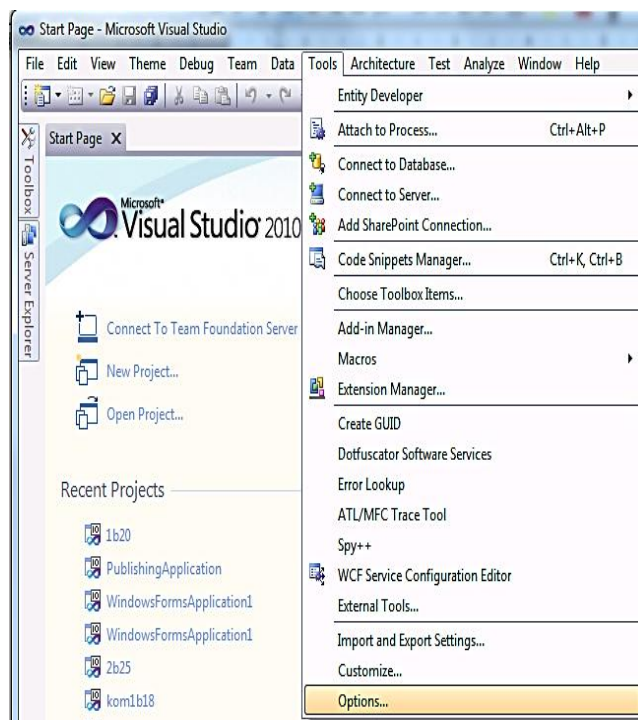 Start Page - Microsoft Visual Studio
File Edit View Theme Debug Team Data Tools Architecture Test Analyze Window Help
Toolbox
Server Explorer
Start Page X
Microsoft
Visual Studio 2010
Connect To Team Foundation Server
New Project...
Open Project...
Recent Projects
1b20
PublishingApplication
WindowsFormsApplication1
WindowsFormsApplication1
2b25
kom1b18
Entity Developer
Attach to Process... Ctrl+Alt+P
Connect to Database...
Connect to Server...
Add SharePoint Connection...
Code Snippets Manager... Ctrl+K, Ctrl+B
Choose Toolbox Items...
Add-in Manager...
Macros
Extension Manager...
Create GUID
Dotfuscator Software Services
Error Lookup
ATL/MFC Trace Tool
Spy++
WCF Service Configuration Editor
External Tools...
Import and Export Settings...
Customize...
Options...